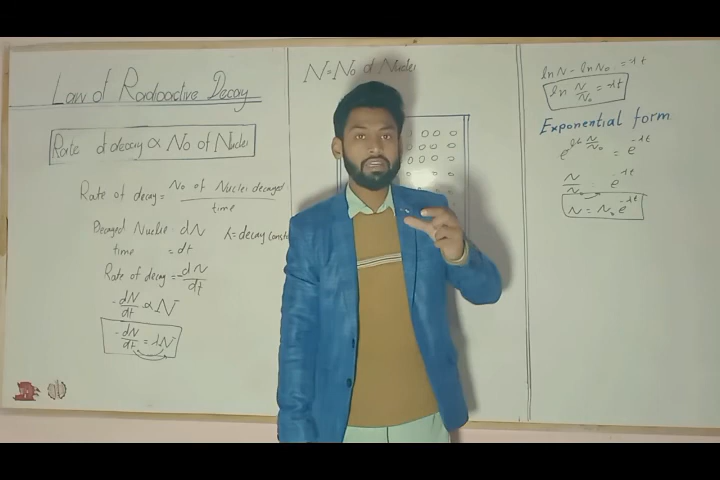 Law of Radioactive Decay
Rate of decay ∝ No of Nuclei
Rate of decay = No of Nuclei decayed / time
Decayed Nuclei = dN
λ = decay const
time = dt
Rate of decay = -dN/dt
-dN/dt ∝ N
-dN/dt = λN
N = No of Nuclei
ln N - ln N₀ = -λt
ln N/N₀ = -λt
Exponential form
e^(ln N/N₀) = e^(-λt)
N/N₀ = e^(-λt)
N = N₀ e^(-λt)